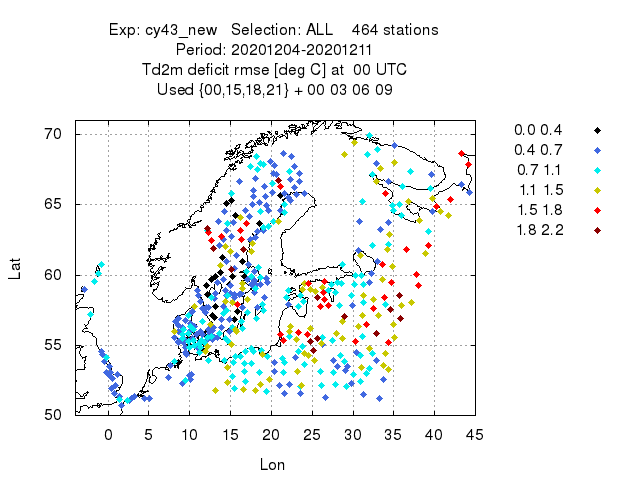 Exp: cy43_new   Selection: ALL    464 stations
Period: 20201204-20201211
Td2m deficit rmse [deg C] at  00 UTC
Used {00,15,18,21} + 00 03 06 09
0.0 0.4
0.4 0.7
0.7 1.1
1.1 1.5
1.5 1.8
1.8 2.2
70
65
60
55
50
Lat
0 5 10 15 20 25 30 35 40 45
Lon